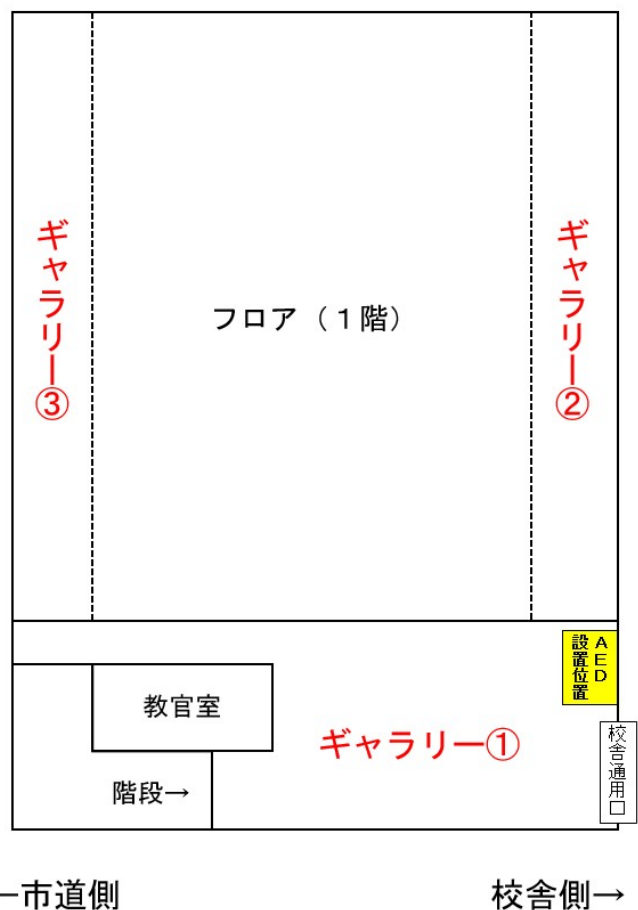 ギャラリー③
フロア（１階）
ギャラリー②
AED
設置位置
教官室
ギャラリー①
校舎通用口
階段→
←市道側
校舎側→